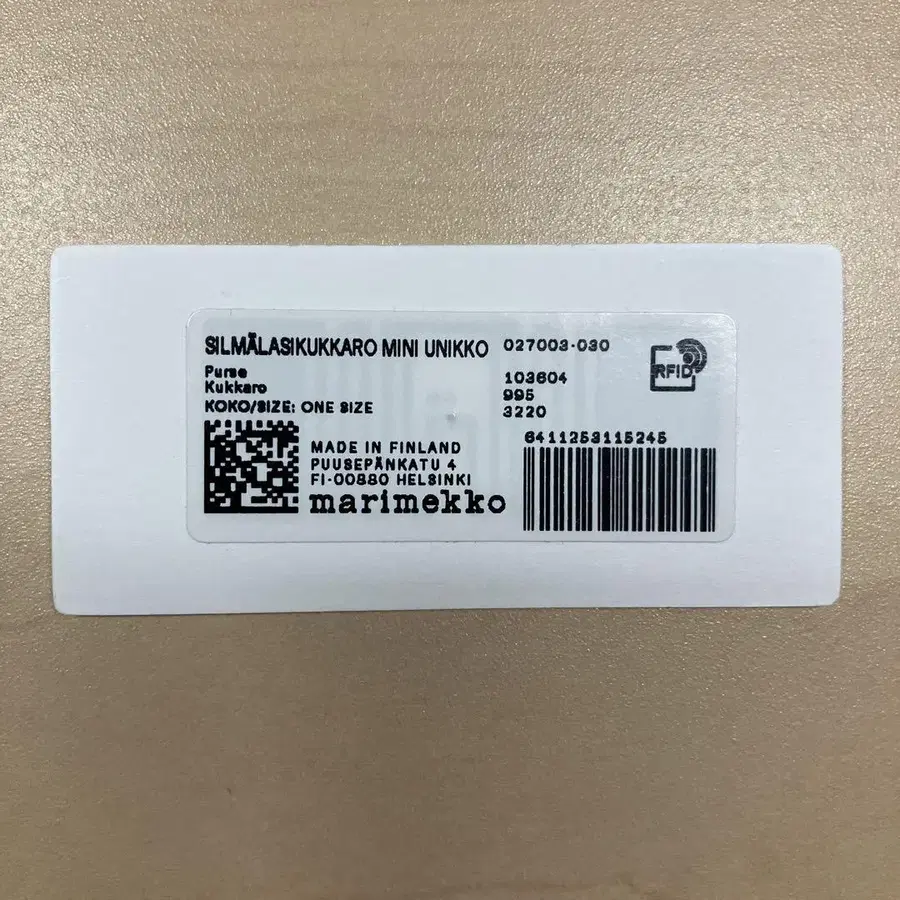 SILMÄLASIKUKKARO MINI UNIKKO 027003-030
Purse
Kukkaro
KOKO/SIZE: ONE SIZE
103604
995
3220
RFID
6411253115245
MADE IN FINLAND
PUUSEPÄNKATU 4
FI-00880 HELSINKI
marimekko